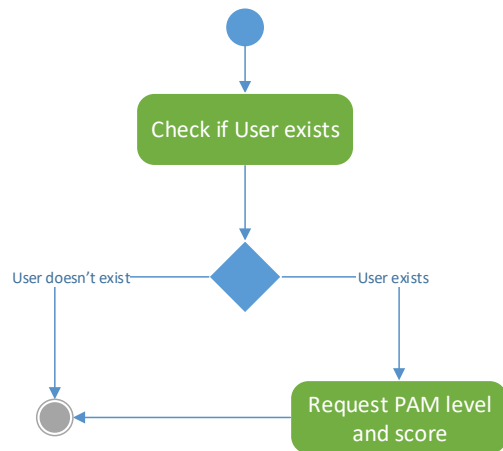 Check if User exists
User doesn’t exist
User exists
Request PAM level
and score